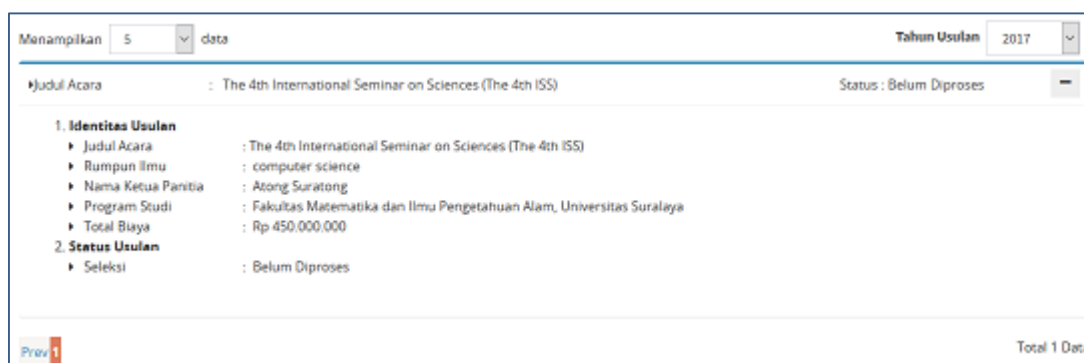 Menampilkan 5 data Tahun Usulan 2017
Judul Acara : The 4th International Seminar on Sciences (The 4th ISS) Status : Belum Diproses
1. Identitas Usulan
Judul Acara : The 4th International Seminar on Sciences (The 4th ISS)
Rumpun Ilmu : computer science
Nama Ketua Panitia : Atong Suratong
Program Studi : Fakultas Matematika dan Ilmu Pengetahuan Alam, Universitas Suralaya
Total Biaya : Rp 450.000.000
2. Status Usulan
Seleksi : Belum Diproses
Prev 1 Total 1 Dat